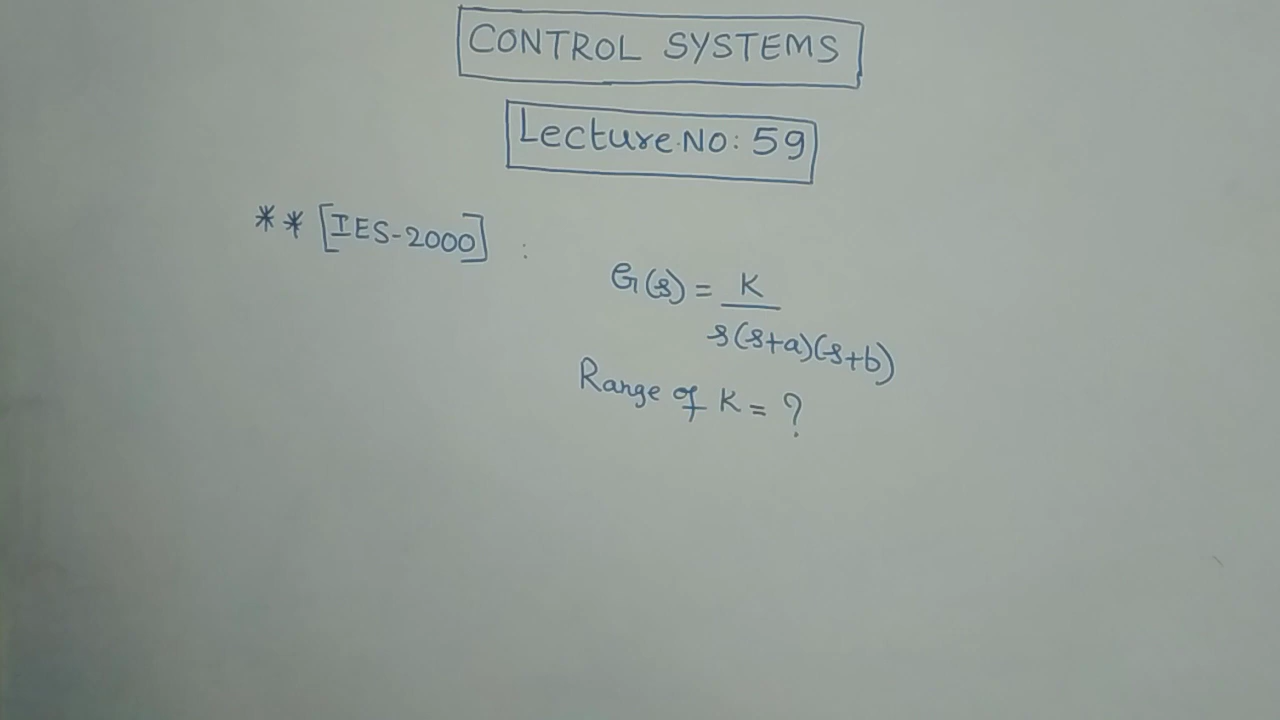 CONTROL SYSTEMS
Lecture.No: 59
** [IES-2000] :
G(s) = K
s(s+a)(s+b)
Range of K = ?